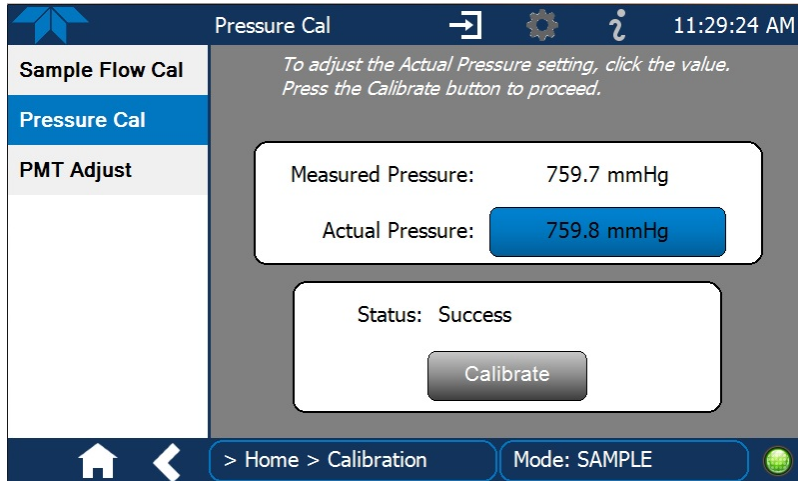 Pressure Cal 11:29:24 AM
Sample Flow Cal
Pressure Cal
PMT Adjust
To adjust the Actual Pressure setting, click the value.
Press the Calibrate button to proceed.
Measured Pressure: 759.7 mmHg
Actual Pressure: 759.8 mmHg
Status: Success
Calibrate
> Home > Calibration Mode: SAMPLE